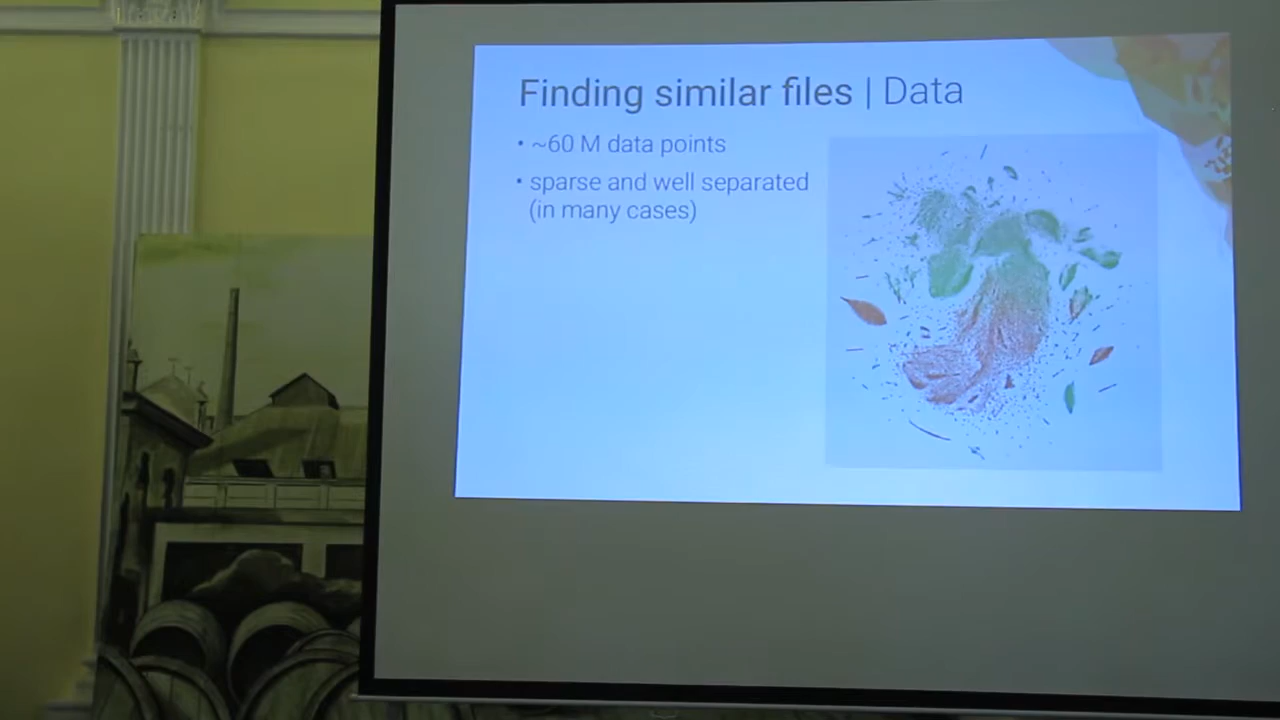 Finding similar files | Data
• ~60 M data points
• sparse and well separated
(in many cases)